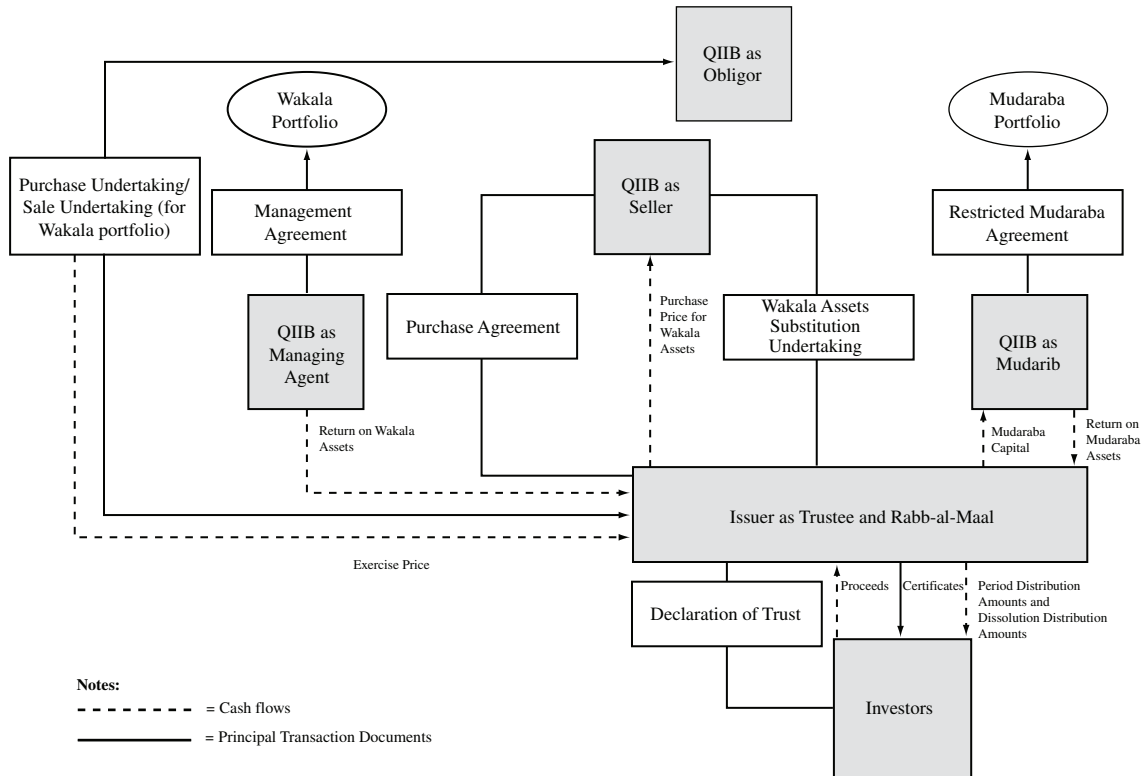 QIIB as
Obligor
Wakala
Portfolio
Mudaraba
Portfolio
Purchase Undertaking/
Sale Undertaking (for
Wakala portfolio)
Management
Agreement
QIIB as
Seller
Restricted Mudaraba
Agreement
QIIB as
Managing
Agent
Purchase Agreement
Purchase
Price for
Wakala
Assets
Wakala Assets
Substitution
Undertaking
QIIB as
Mudarib
Return on Wakala
Assets
Mudaraba
Capital
Return on
Mudaraba
Assets
Issuer as Trustee and Rabb-al-Maal
Exercise Price
Declaration of Trust
Proceeds
Certificates
Period Distribution
Amounts and
Dissolution Distribution
Amounts
Investors
Notes:
= Cash flows
= Principal Transaction Documents